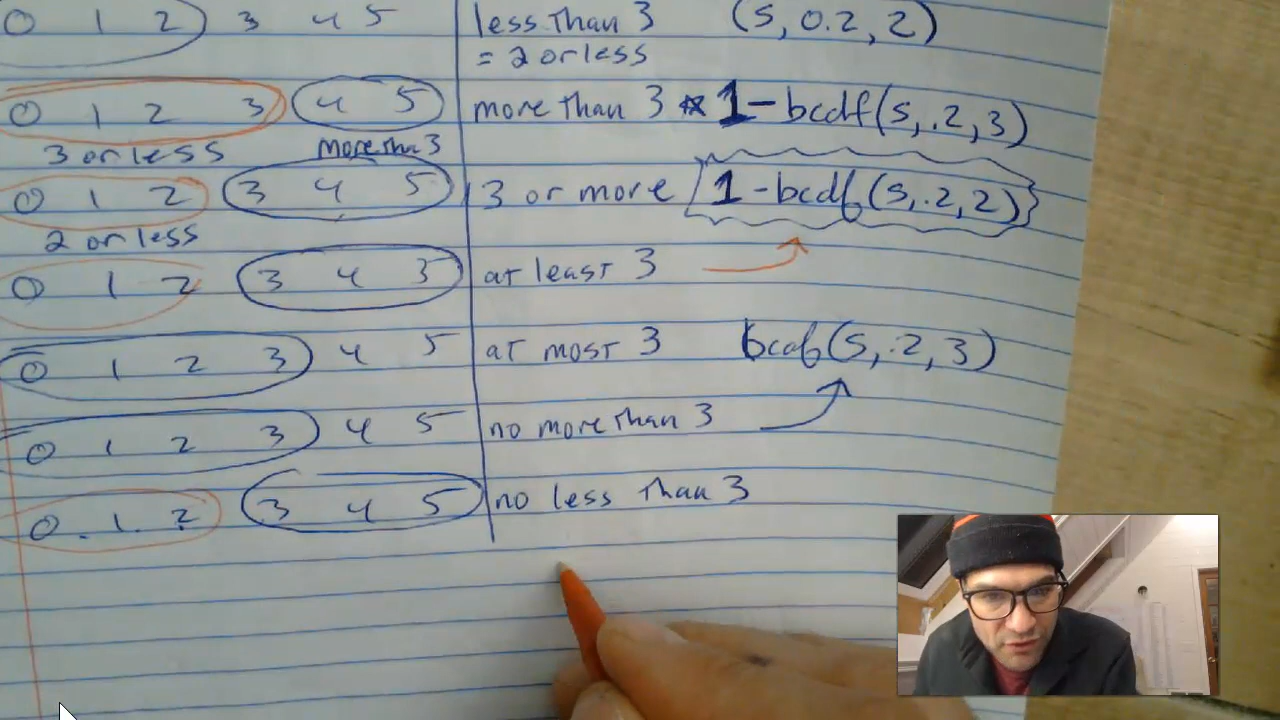 0 1 2 3 4 5 less than 3 (5, 0.2, 2)
= 2 or less
0 1 2 3 4 5 more than 3 1-bcdf(5,.2,3)
3 or less more than 3
0 1 2 3 4 5 3 or more 1-bcdf(5,.2,2)
2 or less
0 1 2 3 4 5 at least 3
0 1 2 3 4 5 at most 3 bcdf(5,.2,3)
0 1 2 3 4 5 no more than 3
0 1 2 3 4 5 no less than 3